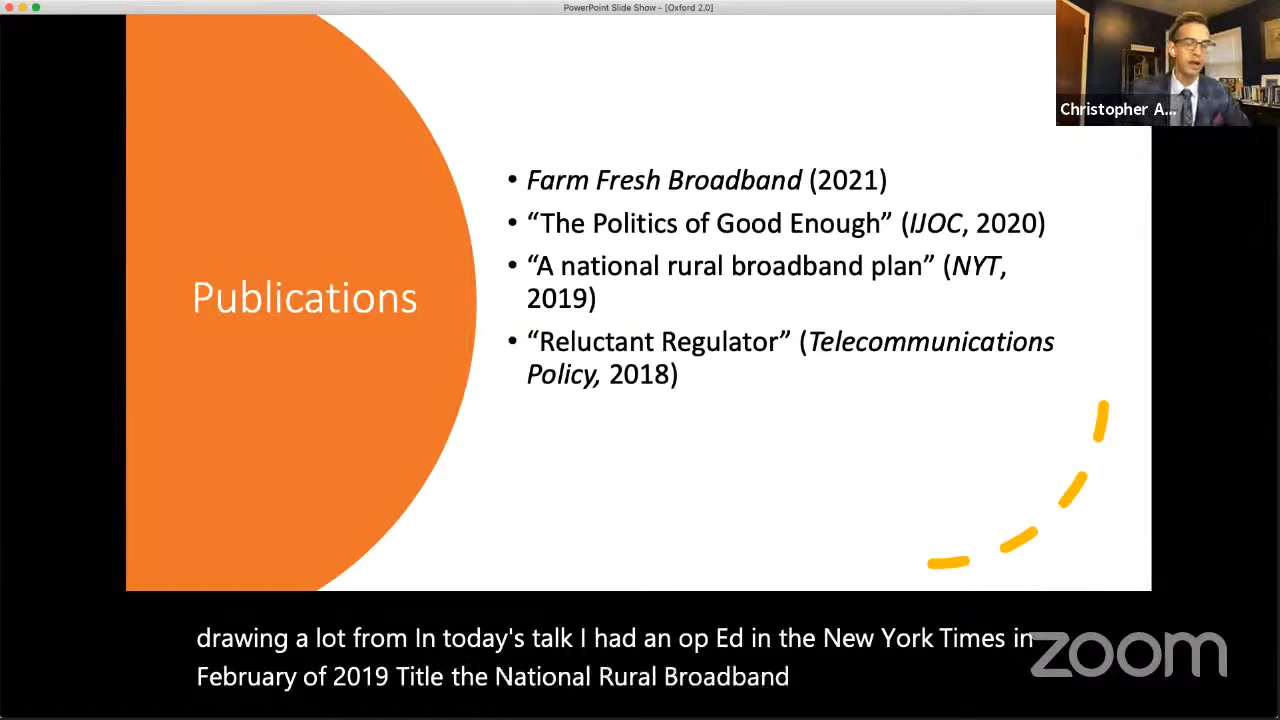 PowerPoint Slide Show - [Oxford 2.0]
Christopher A...
Publications
• Farm Fresh Broadband (2021)
• “The Politics of Good Enough” (IJOC, 2020)
• “A national rural broadband plan” (NYT,
2019)
• “Reluctant Regulator” (Telecommunications
Policy, 2018)
drawing a lot from In today's talk I had an op Ed in the New York Times in
February of 2019 Title the National Rural Broadband
zoom